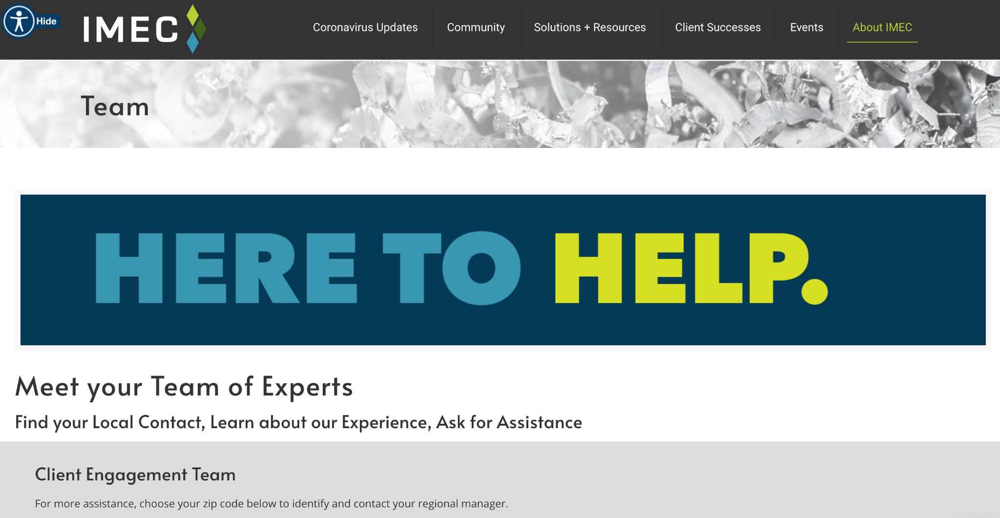 Hide
IMEC
Coronavirus Updates
Community
Solutions + Resources
Client Successes
Events
About IMEC
Team
HERE TO HELP.
Meet your Team of Experts
Find your Local Contact, Learn about our Experience, Ask for Assistance
Client Engagement Team
For more assistance, choose your zip code below to identify and contact your regional manager.